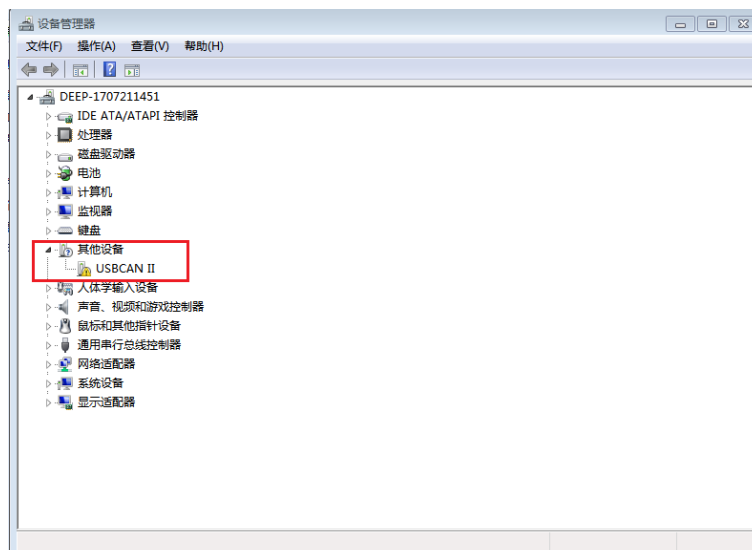 设备管理器
文件(F) 操作(A) 查看(V) 帮助(H)
DEEP-1707211451
IDE ATA/ATAPI 控制器
处理器
磁盘驱动器
电池
计算机
监视器
键盘
其他设备
USBCAN II
人体学输入设备
声音、视频和游戏控制器
鼠标和其他指针设备
通用串行总线控制器
网络适配器
系统设备
显示适配器